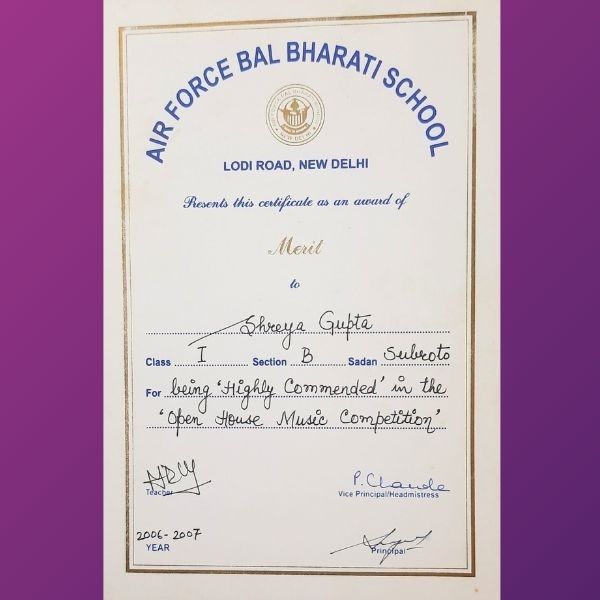 AIR FORCE BAL BHARATI SCHOOL
LODI ROAD, NEW DELHI
Presents this certificate as an award of
Merit
to
Shreya Gupta
Class I Section B Sadan Subroto
For being 'Highly Commended' in the
'Open House Music Competition'
Teacher
Vice Principal/Headmistress
2006-2007
YEAR
Principal